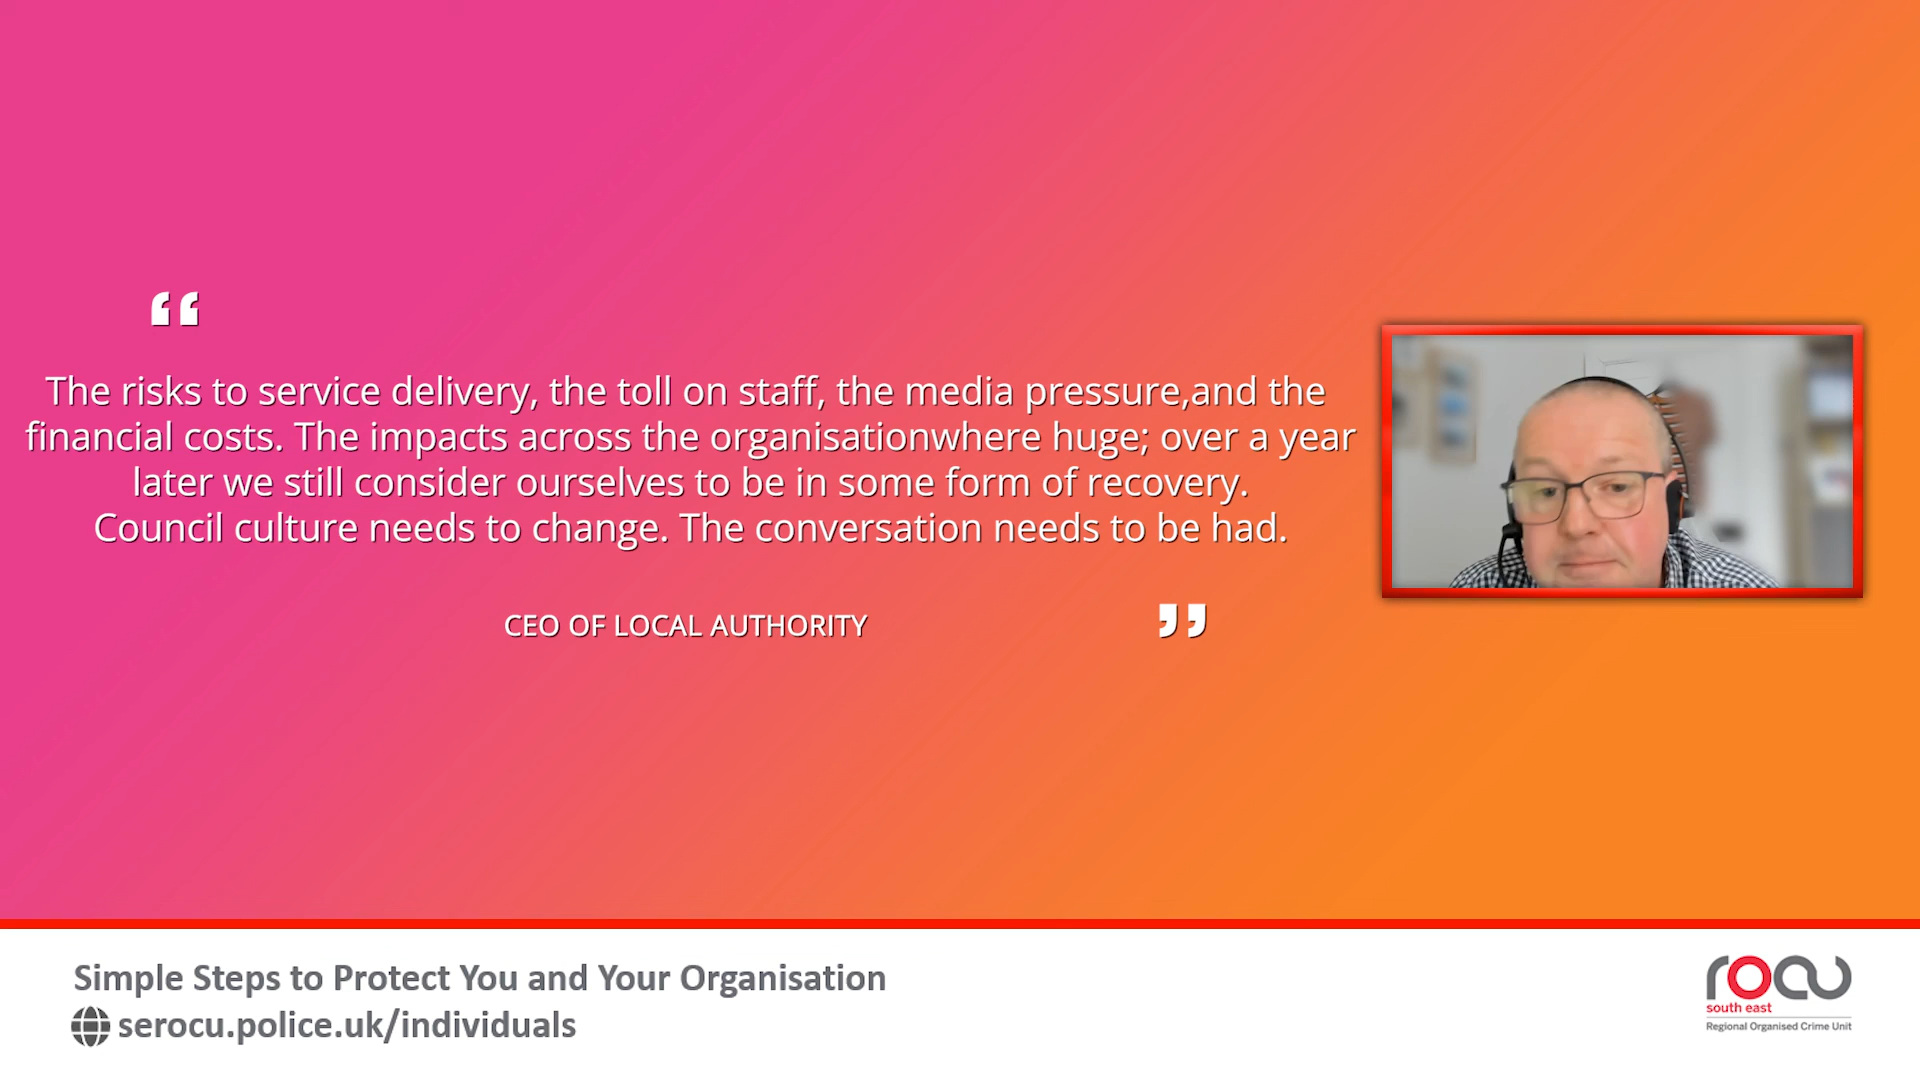 “
The risks to service delivery, the toll on staff, the media pressure,and the
financial costs. The impacts across the organisationwhere huge; over a year
later we still consider ourselves to be in some form of recovery.
Council culture needs to change. The conversation needs to be had.
CEO OF LOCAL AUTHORITY
”
Simple Steps to Protect You and Your Organisation
serocu.police.uk/individuals
rocu
south east
Regional Organised Crime Unit